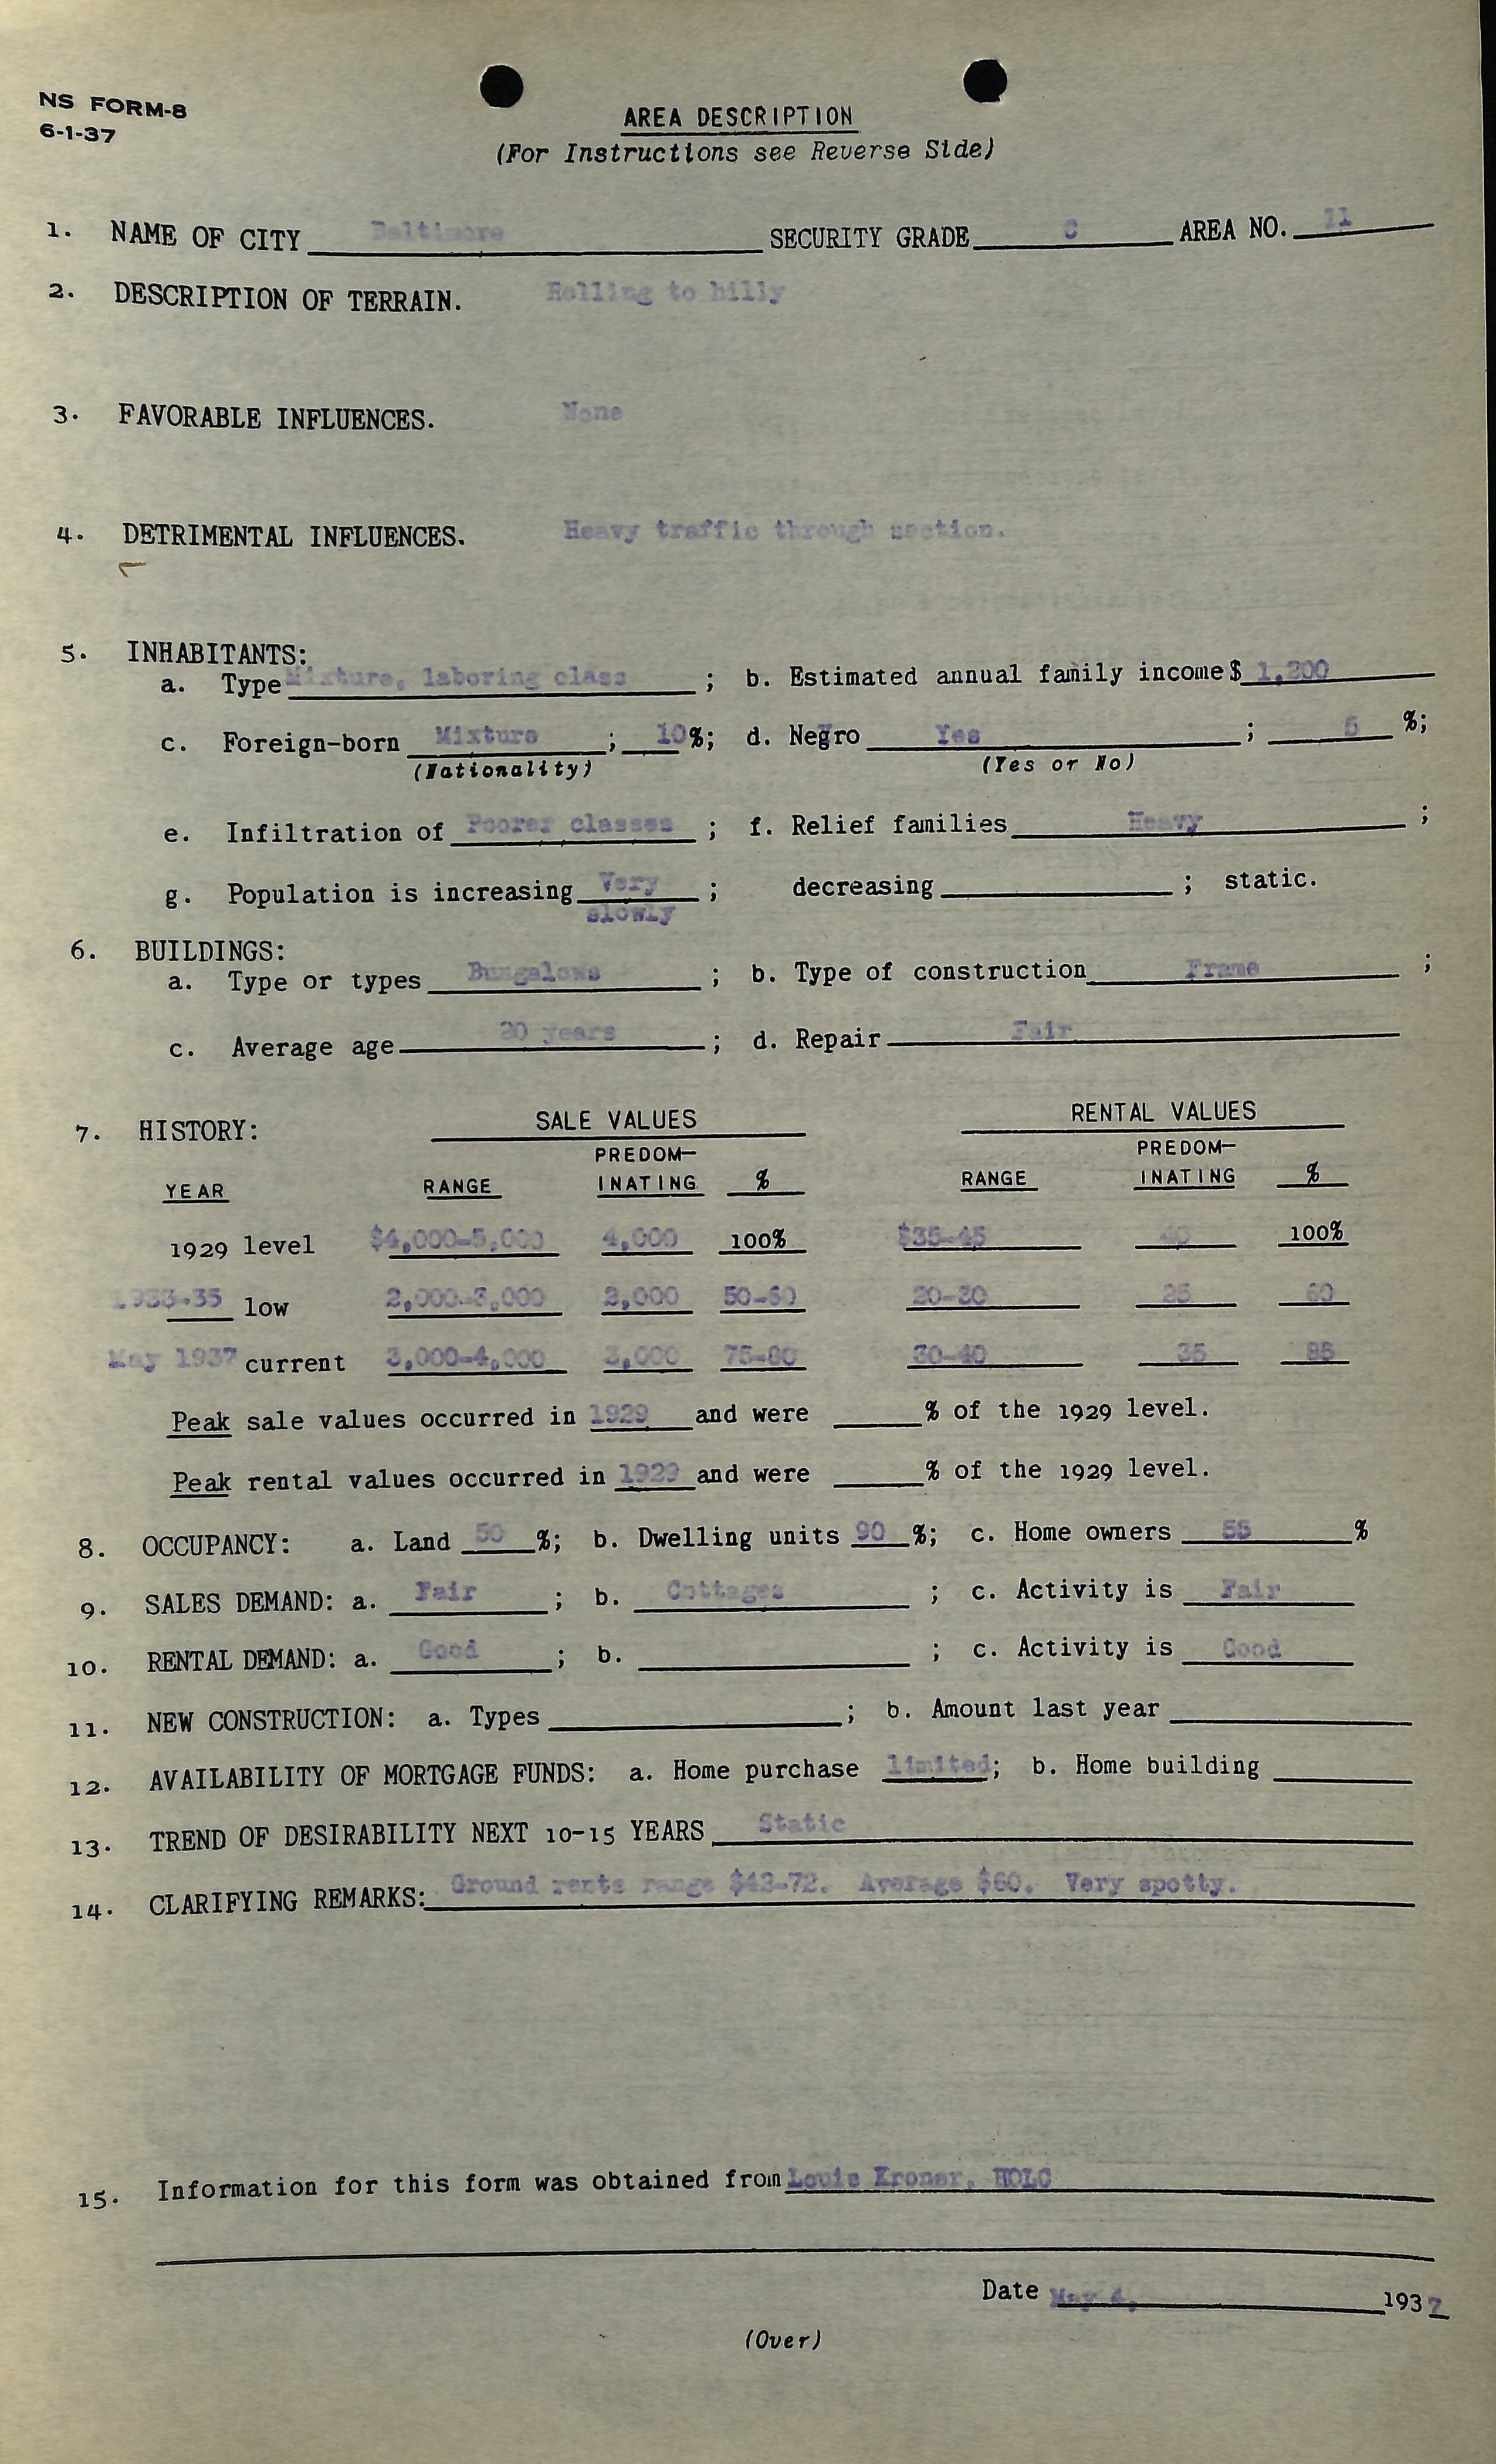 NS FORM-8
6-1-37
AREA DESCRIPTION
(For Instructions see Reverse Side)
1. NAME OF CITY Baltimore SECURITY GRADE C AREA NO. 11
2. DESCRIPTION OF TERRAIN. Rolling to hilly
3. FAVORABLE INFLUENCES. None
4. DETRIMENTAL INFLUENCES. Heavy traffic through section.
5. INHABITANTS:
a. Type Mixture, laboring class ; b. Estimated annual family income $ 1,200
c. Foreign-born Mixture ; 10%; d. Negro Yes ; 5 %;
(Nationality) (Yes or No)
e. Infiltration of Poorer classes ; f. Relief families Heavy ;
g. Population is increasing Very ; decreasing ; static.
slowly
6. BUILDINGS:
a. Type or types Bungalows ; b. Type of construction Frame ;
c. Average age 20 years ; d. Repair Fair
7. HISTORY: SALE VALUES RENTAL VALUES
PREDOM- PREDOM-
YEAR RANGE INATING % RANGE INATING %
1929 level $4,000-5,000 4,000 100% $35-45 40 100%
1933-35 low 2,000-3,000 2,000 50-60 20-30 25 60
May 1937 current 3,000-4,000 3,000 75-80 30-40 35 85
Peak sale values occurred in 1929 and were % of the 1929 level.
Peak rental values occurred in 1929 and were % of the 1929 level.
8. OCCUPANCY: a. Land 50 %; b. Dwelling units 90 %; c. Home owners 55 %
9. SALES DEMAND: a. Fair ; b. Cottages ; c. Activity is Fair
10. RENTAL DEMAND: a. Good ; b. ; c. Activity is Good
11. NEW CONSTRUCTION: a. Types ; b. Amount last year
12. AVAILABILITY OF MORTGAGE FUNDS: a. Home purchase limited; b. Home building
13. TREND OF DESIRABILITY NEXT 10-15 YEARS Static
14. CLARIFYING REMARKS: Ground rents range $42-72. Average $60. Very spotty.
15. Information for this form was obtained from Louis Kroner, HOLC
Date May 4, 1937
(Over)